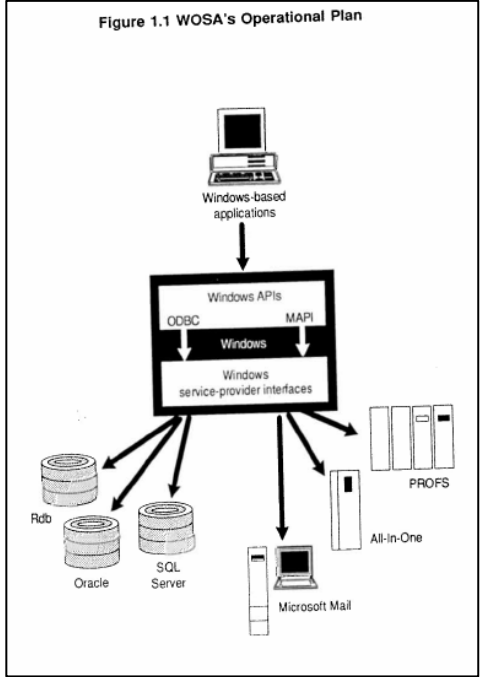 Figure 1.1 WOSA's Operational Plan
Windows-based
applications
Windows APIs
ODBC
MAPI
Windows
Windows
service-provider interfaces
PROFS
Rdb
All-In-One
Oracle
SQL
Server
Microsoft Mail